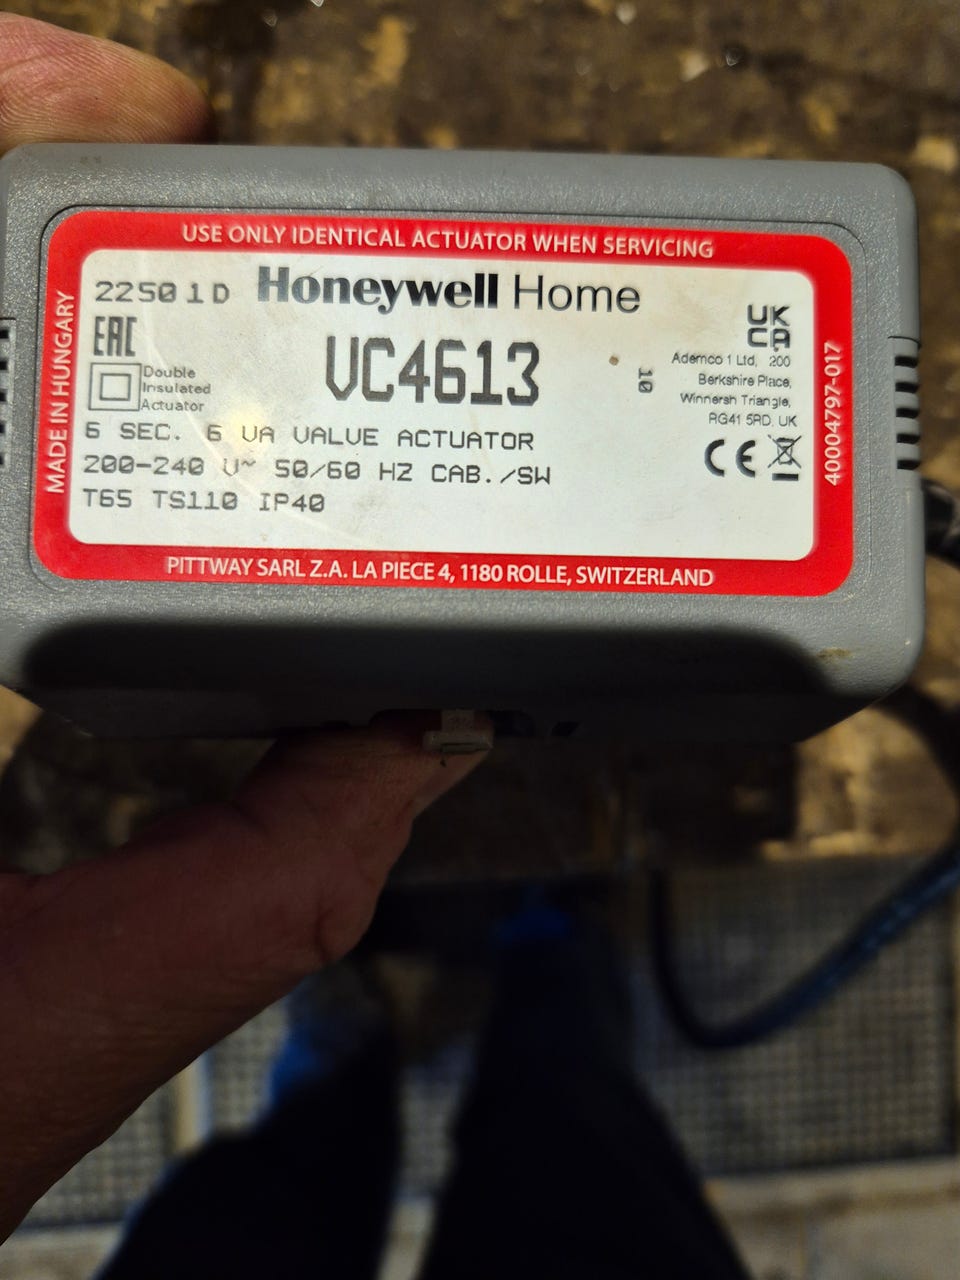 USE ONLY IDENTICAL ACTUATOR WHEN SERVICING
22501D Honeywell Home
EAC
UK
CA
Double
Insulated
Actuator
VC4613
10
Ademco 1 Ltd, 200
Berkshire Place,
Winnersh Triangle,
RG41 5RD, UK
6 SEC. 6 VA VALVE ACTUATOR
200-240 V~ 50/60 HZ CAB./SW
T65 TS110 IP40
CE
MADE IN HUNGARY
40004797-017
PITTWAY SARL Z.A. LA PIECE 4, 1180 ROLLE, SWITZERLAND